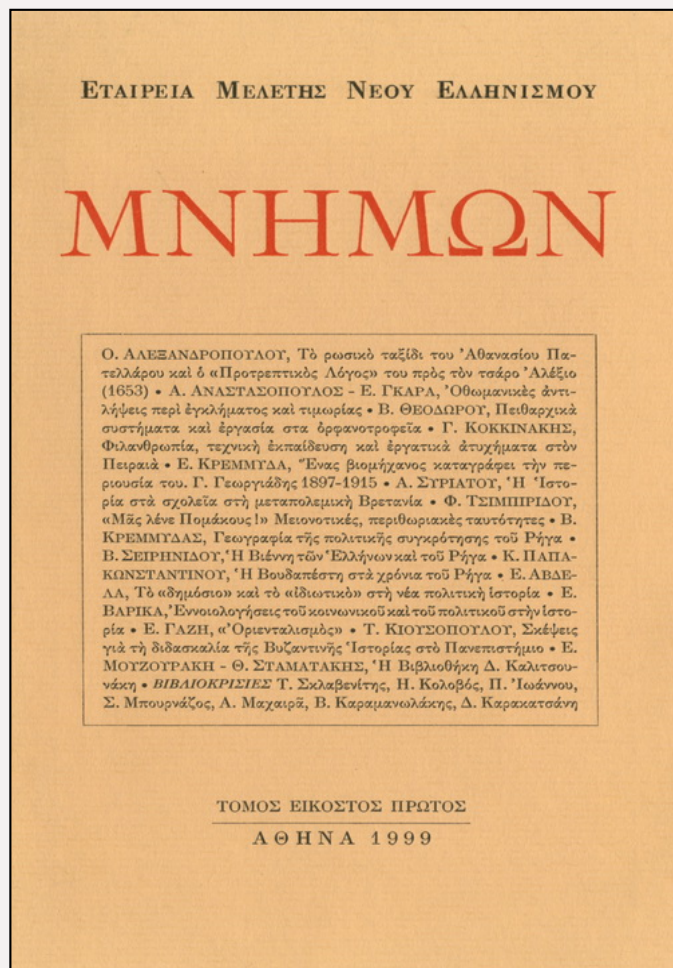 ΕΤΑΙΡΕΙΑ ΜΕΛΕΤΗΣ ΝΕΟΥ ΕΛΛΗΝΙΣΜΟΥ
ΜΝΗΜΩΝ
Ο. ΑΛΕΞΑΝΔΡΟΠΟΥΛΟΥ, Τὸ ρωσικὸ ταξίδι του Ἀθανασίου Πα-
τελλάρου καὶ ὁ «Προτρεπτικὸς Λόγος» του πρὸς τὸν τσάρο Ἀλέξιο
(1653) • Α. ΑΝΑΣΤΑΣΟΠΟΥΛΟΣ - Ε. ΓΚΑΡΑ, Ὀθωμανικὲς ἀντι-
λήψεις περὶ ἐγκλήματος καὶ τιμωρίας • Β. ΘΕΟΔΩΡΟΥ, Πειθαρχικὰ
συστήματα καὶ ἐργασία στα ὀρφανοτροφεῖα • Γ. ΚΟΚΚΙΝΑΚΗΣ,
Φιλανθρωπία, τεχνικὴ ἐκπαίδευση καὶ ἐργατικὰ ἀτυχήματα στὸν
Πειραιὰ • Ε. ΚΡΕΜΜΥΔΑ, Ἕνας βιομήχανος καταγράφει τὴν πε-
ριουσία του. Γ. Γεωργιάδης 1897-1915 • Α. ΣΥΡΙΑΤΟΥ, Ἡ Ἱστο-
ρία στὰ σχολεῖα στὴ μεταπολεμικὴ Βρετανία • Φ. ΤΣΙΜΠΙΡΙΔΟΥ,
«Μᾶς λένε Πομάκους!» Μειονοτικές, περιθωριακὲς ταυτότητες • Β.
ΚΡΕΜΜΥΔΑΣ, Γεωγραφία τῆς πολιτικῆς συγκρότησης τοῦ Ρήγα •
Β. ΣΕΙΡΗΝΙΔΟΥ, Ἡ Βιέννη τῶν Ἑλλήνων καὶ τοῦ Ρήγα • Κ. ΠΑΠΑ-
ΚΩΝΣΤΑΝΤΙΝΟΥ, Ἡ Βουδαπέστη στὰ χρόνια τοῦ Ρήγα • Ε. ΑΒΔΕ-
ΛΑ, Τὸ «δημόσιο» καὶ τὸ «ἰδιωτικὸ» στὴ νέα πολιτικὴ ἱστορία • Ε.
ΒΑΡΙΚΑ, Ἐννοιολογήσεις τοῦ κοινωνικοῦ καὶ τοῦ πολιτικοῦ στὴν ἱστο-
ρία • Ε. ΓΑΖΗ, «Ὀριενταλισμὸς» • Τ. ΚΙΟΥΣΟΠΟΥΛΟΥ, Σκέψεις
γιὰ τὴ διδασκαλία τῆς Βυζαντινῆς Ἱστορίας στὸ Πανεπιστήμιο • Ε.
ΜΟΥΖΟΥΡΑΚΗ - Θ. ΣΤΑΜΑΤΑΚΗΣ, Ἡ Βιβλιοθήκη Δ. Καλιτσου-
νάκη • ΒΙΒΛΙΟΚΡΙΣΙΕΣ Τ. Σκλαβενίτης, Η. Κολοβός, Π. Ἰωάννου,
Σ. Μπουρνάζος, Α. Μαχαιρᾶ, Β. Καραμανωλάκης, Δ. Καρακατσάνη
ΤΟΜΟΣ ΕΙΚΟΣΤΟΣ ΠΡΩΤΟΣ
ΑΘΗΝΑ 1999